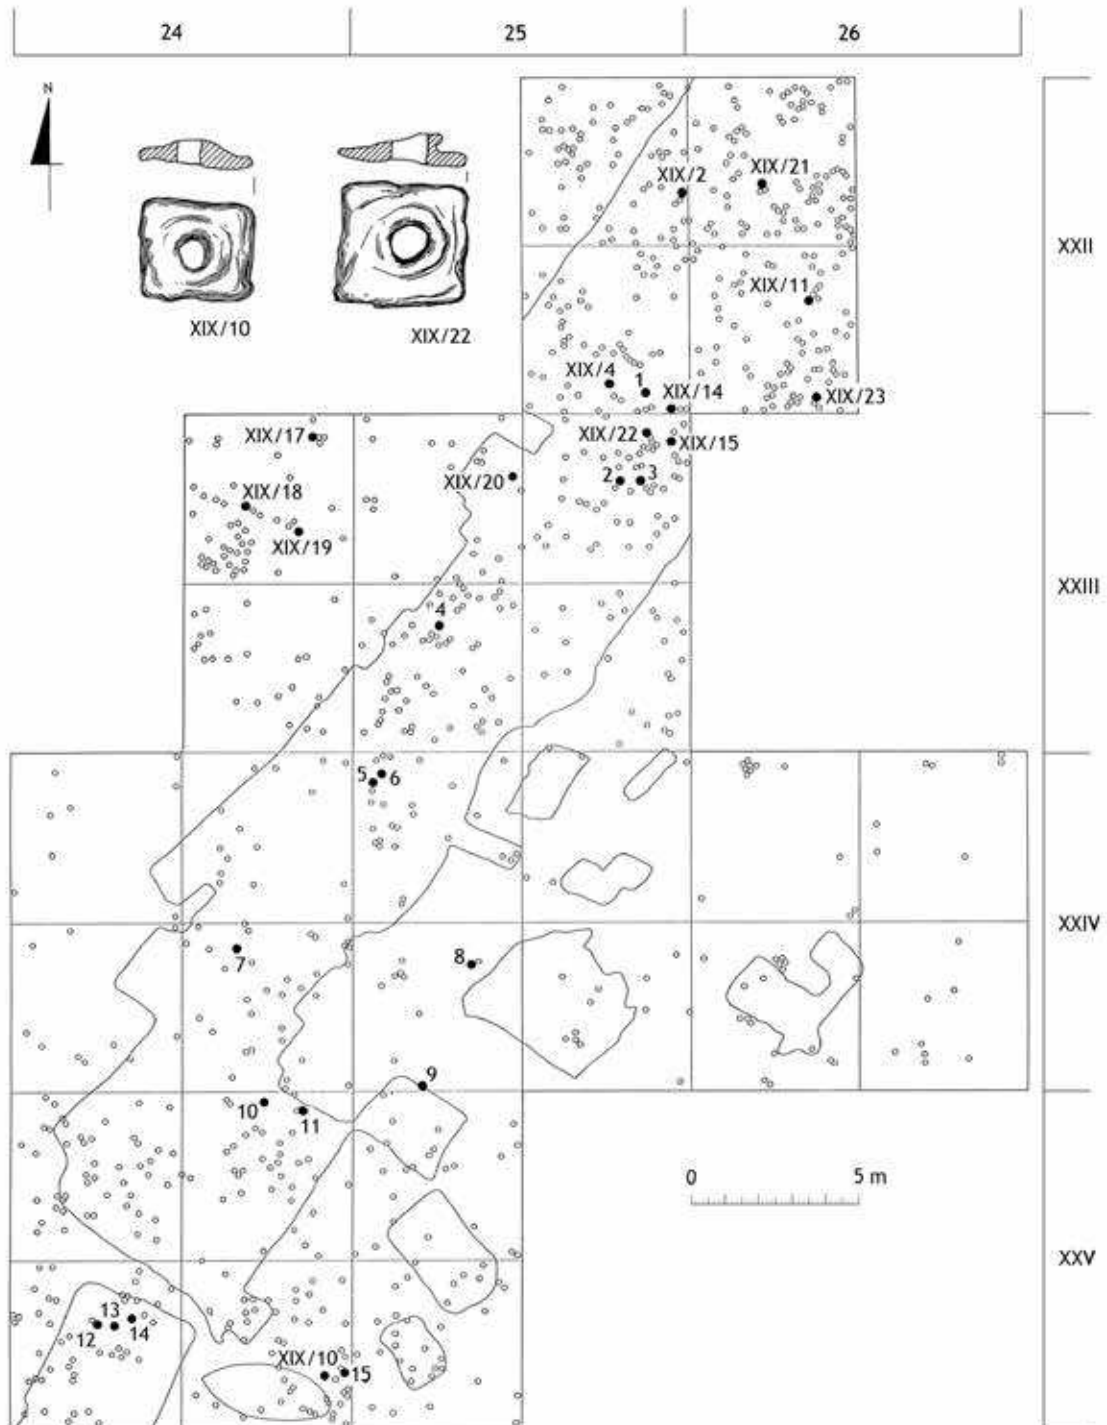 24 25 26
N
XIX/10
XIX/22
XXII
XIX/2
XIX/21
XIX/11
XIX/4
1
XIX/14
XIX/23
XIX/17
XIX/22
XIX/15
XIX/20
2
3
XIX/18
XIX/19
XXIII
4
5
6
XXIV
7
8
9
10
11
0 5 m
XXV
13
12
14
XIX/10
15